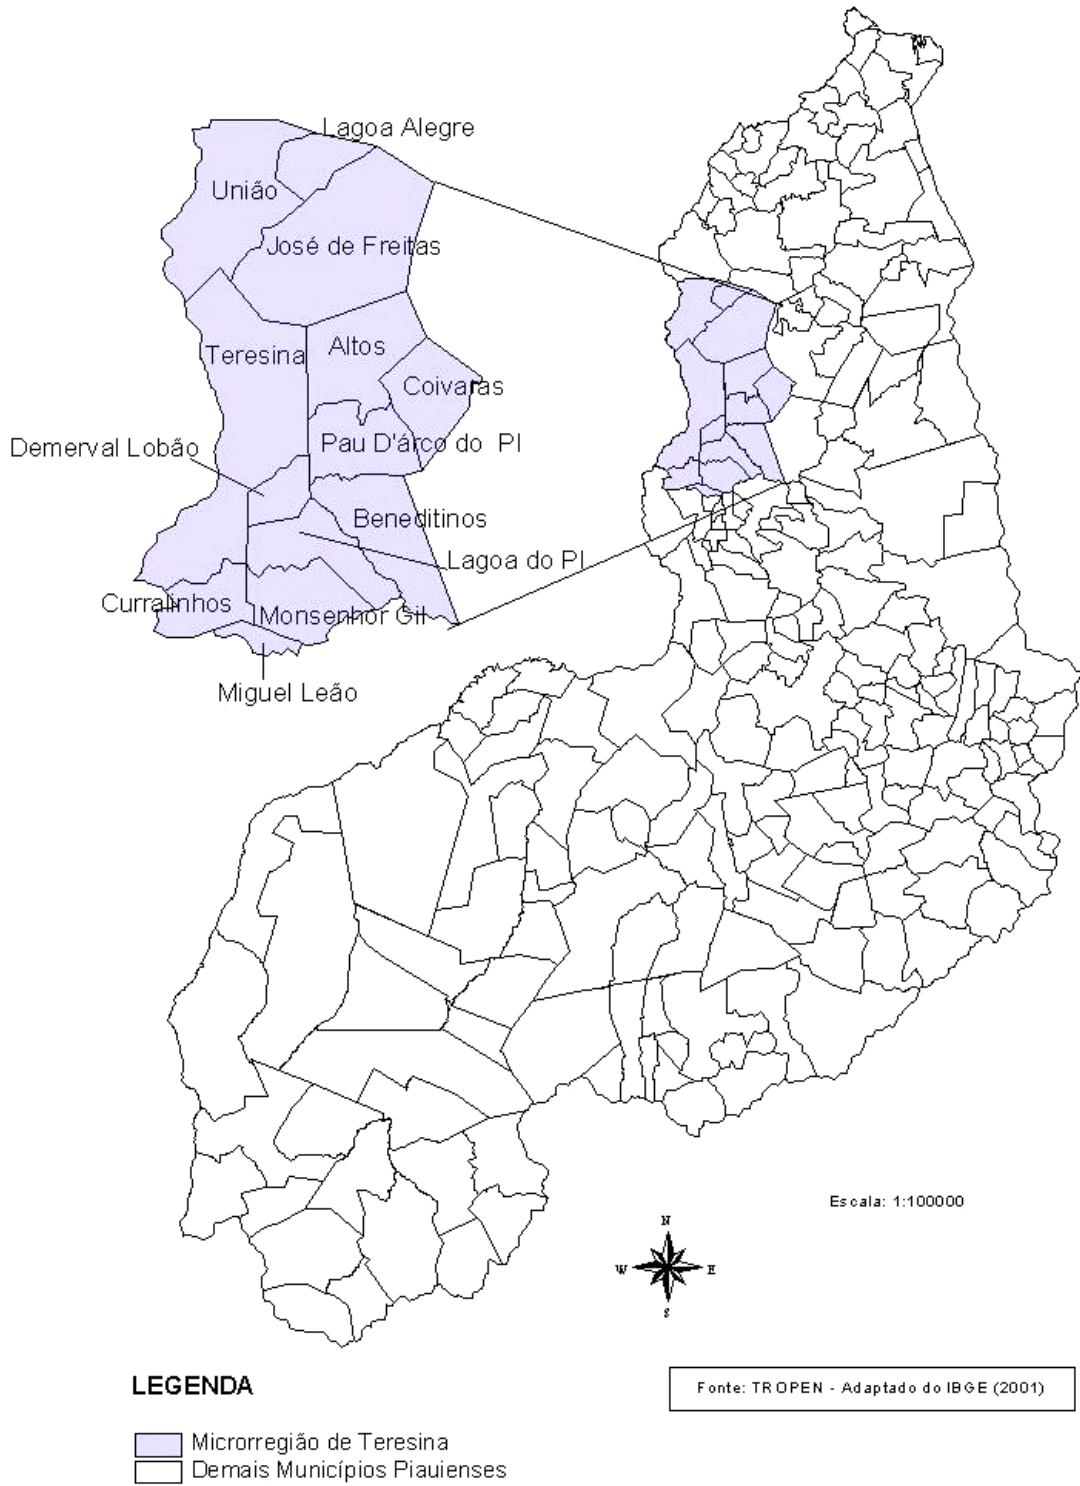 Lagoa Alegre
União
José de Freitas
Teresina
Altos
Coivaras
Demerval Lobão
Pau D'árco do PI
Beneditinos
Lagoa do PI
Curralinhos
Monsenhor Gil
Miguel Leão
Escala: 1:100000
N
W E
S
LEGENDA
Fonte: TROPEN - Adaptado do IBGE (2001)
Microrregião de Teresina
Demais Municípios Piauienses